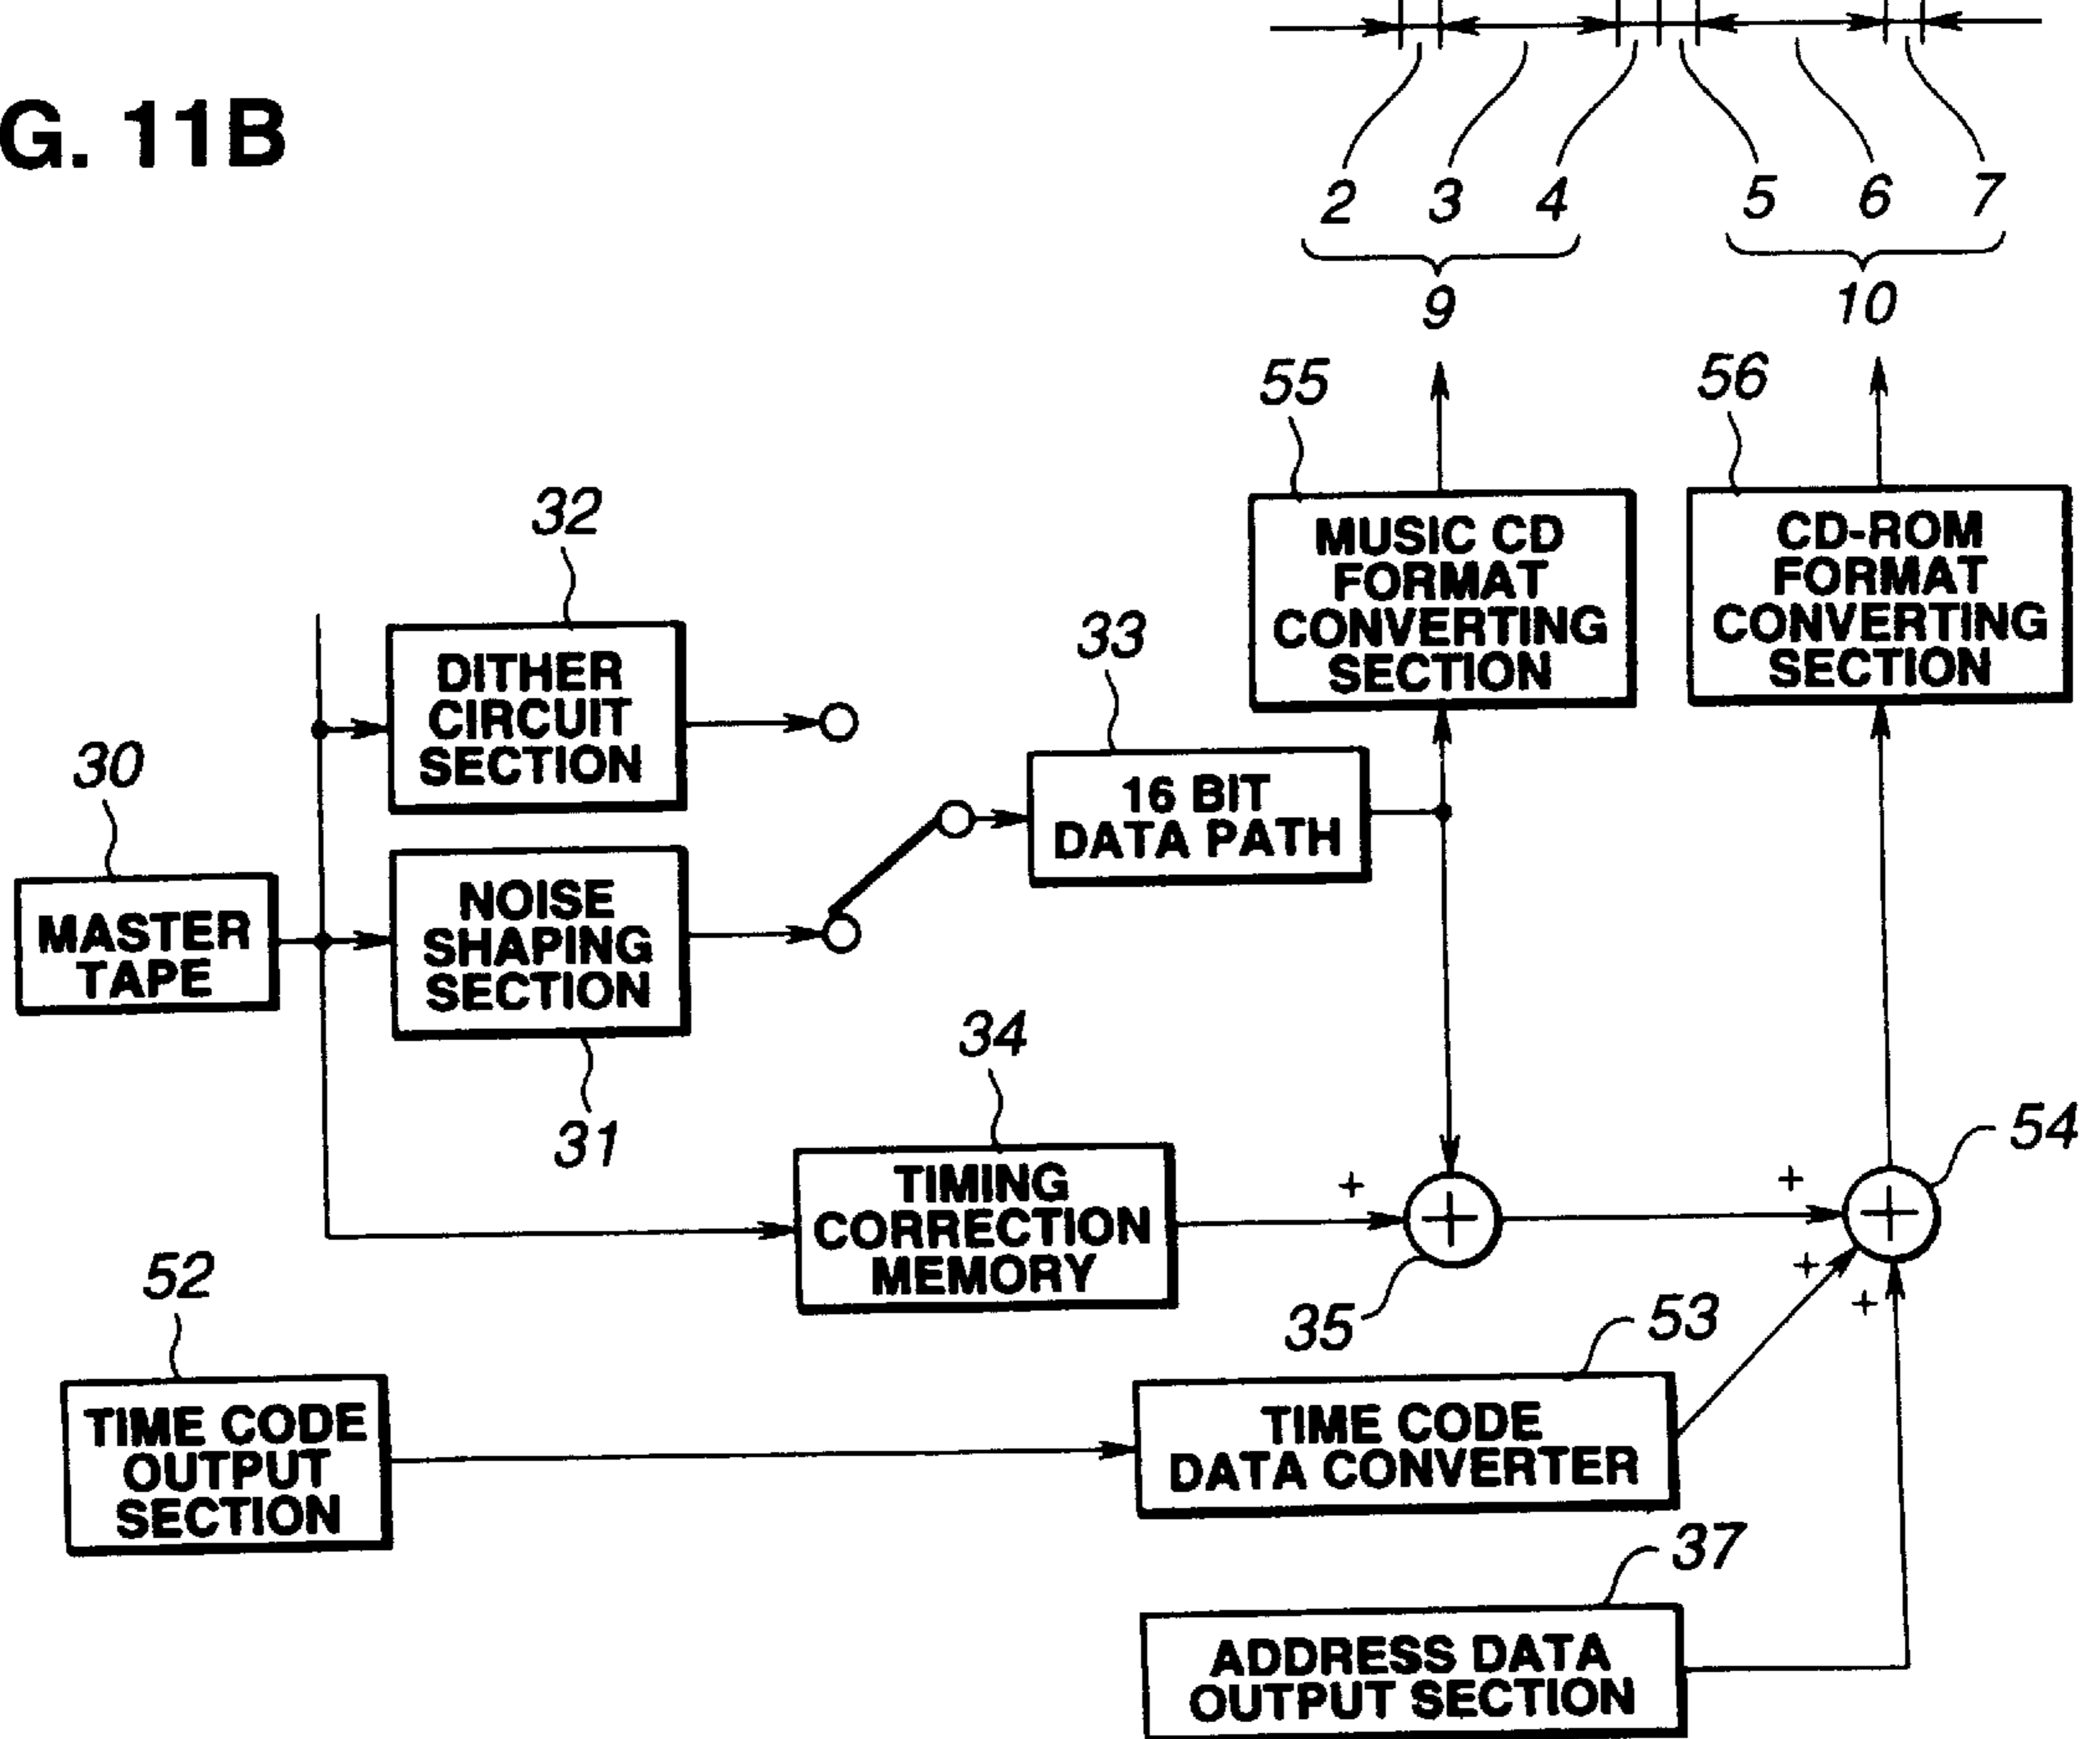 G. 11B
2 3 4 5 6 7
9 10
55 56
MUSIC CD
FORMAT
CONVERTING
SECTION
CD-ROM
FORMAT
CONVERTING
SECTION
32
DITHER
CIRCUIT
SECTION
33
16 BIT
DATA PATH
30
MASTER
TAPE
NOISE
SHAPING
SECTION
31
34
TIMING
CORRECTION
MEMORY
+
+
35
+
+
54
+
+
52
TIME CODE
OUTPUT
SECTION
53
TIME CODE
DATA CONVERTER
37
ADDRESS DATA
OUTPUT SECTION